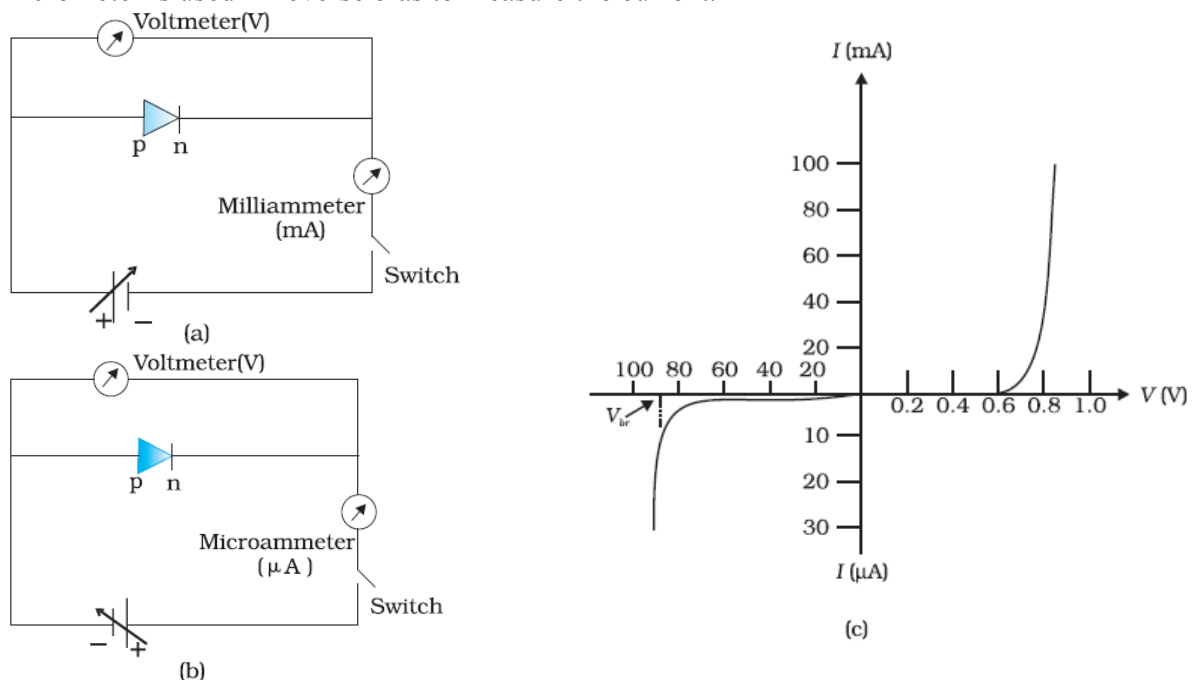 Voltmeter(V)
p n
Milliammeter
(mA)
Switch
+ −
(a)
Voltmeter(V)
p n
Microammeter
(μA)
Switch
− +
(b)
I (mA)
100
80
60
40
20
100 80 60 40 20
0.2 0.4 0.6 0.8 1.0
V (V)
Vbr
10
20
30
I (μA)
(c)